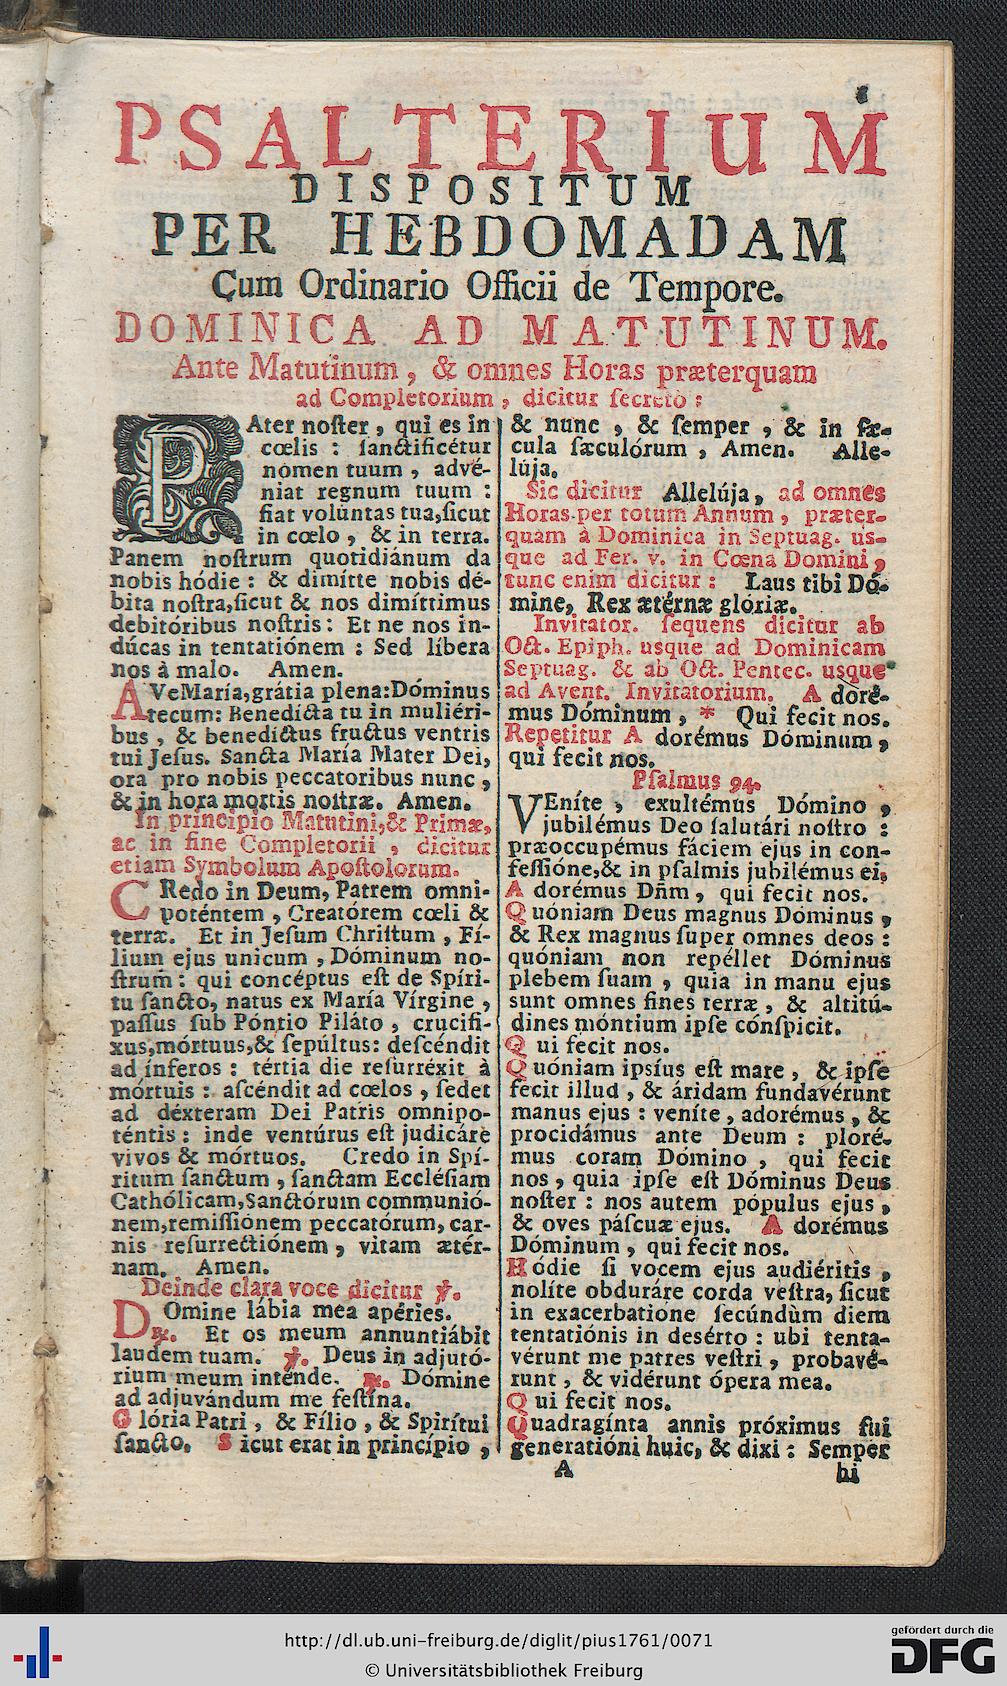 PSALTERIUM
DISPOSITUM
PER HEBDOMADAM
Cum Ordinario Officii de Tempore.
DOMINICA AD MATUTINUM.
Ante Matutinum, & omnes Horas præterquam
ad Completorium, dicitur ſecreto:
PAter noſter, qui es in
cœlis: ſanctificétur
nomen tuum, advé-
niat regnum tuum:
fiat volúntas tua, ſicut
in cœlo, & in terra.
Panem noſtrum quotidiánum da
nobis hódie: & dimítte nobis dé-
bita noſtra, ſicut & nos dimíttimus
debitóribus noſtris: Et ne nos in-
dúcas in tentatiónem: Sed líbera
nos à malo. Amen.
AVe María, grátia plena: Dóminus
tecum: Benedícta tu in muliéri-
bus, & benedíctus fructus ventris
tui Jeſus. Sancta María Mater Dei,
ora pro nobis peccatoribus nunc,
& in hora mortis noſtræ. Amen.
In principio Matutini, & Primæ,
ac in fine Completorii, dicitur
etiam Symbolum Apoſtolorum.
CRedo in Deum, Patrem omni-
poténtem, Creatórem cœli &
terræ. Et in Jeſum Chriſtum, Fí-
lium ejus unicum, Dóminum no-
ſtrum: qui concéptus eſt de Spíri-
tu ſancto, natus ex María Vírgine,
paſſus ſub Póntio Piláto, crucifi-
xus, mórtuus, & ſepúltus: deſcéndit
ad ínferos: tértia die reſurréxit à
mórtuis: aſcéndit ad cœlos, ſedet
ad déxteram Dei Patris omnipo-
téntis: inde ventúrus eſt judicáre
vivos & mórtuos. Credo in Spí-
ritum ſanctum, ſanctam Eccléſiam
Cathólicam, Sanctórum communió-
nem, remiſſiónem peccatórum, car-
nis reſurrectiónem, vitam ætér-
nam. Amen.
Deinde clara voce dicitur ℣.
DOmine lábia mea apéries.
℟. Et os meum annuntiábit
laudem tuam. ℣. Deus in adjutó-
rium meum inténde. ℟. Dómine
ad adjuvándum me feſtína.
Glória Patri, & Fílio, & Spirítui
ſancto. Sicut erat in princípio,
& nunc, & ſemper, & in ſæ-
cula ſæculórum, Amen. Alle-
lúja.
Sic dicitur Allelúja, ad omnes
Horas per totum Annum, præter-
quam à Dominica in Septuag. us-
que ad Fer. v. in Cœna Domini,
tunc enim dicitur: Laus tibi Dó-
mine, Rex ætérnæ glóriæ.
Invitator. ſequens dicitur ab
Oct. Epiph. usque ad Dominicam
Septuag. & ab Oct. Pentec. usque
ad Avent. Invitatorium. Adoré-
mus Dóminum, * Qui fecit nos.
Repetitur Adorémus Dóminum,
qui fecit nos.
Pſalmus 94.
VEníte, exultémus Dómino,
jubilémus Deo ſalutári noſtro:
præoccupémus fáciem ejus in con-
feſſióne, & in pſalmis jubilémus ei,
Adorémus Dn̄m, qui fecit nos.
Quóniam Deus magnus Dóminus,
& Rex magnus ſuper omnes deos:
quóniam non repéllet Dóminus
plebem ſuam, quia in manu ejus
sunt omnes fines terræ, & altitú-
dines móntium ipſe cónſpicit.
Qui fecit nos.
Quóniam ipsíus eſt mare, & ipſe
fecit illud, & áridam fundavérunt
manus ejus: veníte, adorémus, &
procidámus ante Deum: ploré-
mus coram Dómino, qui fecit
nos, quia ipſe eſt Dóminus Deus
noſter: nos autem pópulus ejus,
& oves páſcuæ ejus. Adorémus
Dóminum, qui fecit nos.
Hódie ſi vocem ejus audiéritis,
nolíte obduráre corda veſtra, ſicut
in exacerbatióne ſecúndùm diem
tentatiónis in desérto: ubi tenta-
vérunt me patres veſtri, probavé-
runt, & vidérunt ópera mea.
Qui fecit nos.
Quadragínta annis próximus fui
generatióni huic, & dixi: Semper
A hi
http://dl.ub.uni-freiburg.de/diglit/pius1761/0071
© Universitätsbibliothek Freiburg
gefördert durch die
DFG